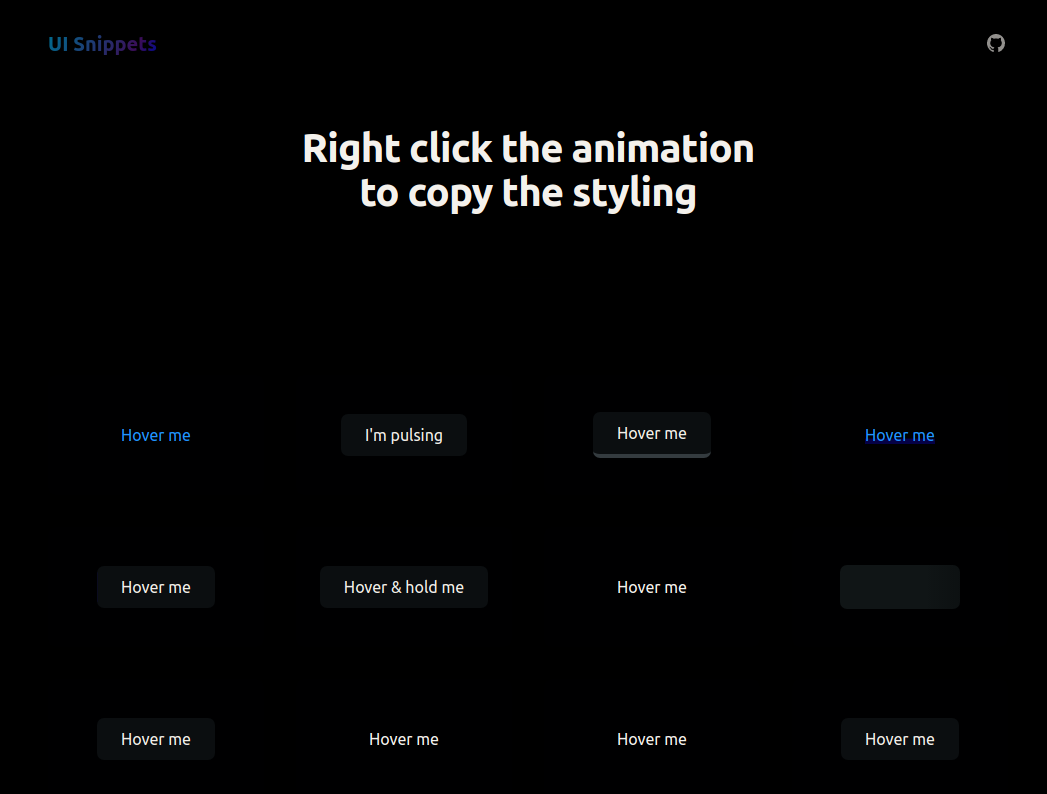 UI Snippets
Right click the animation
to copy the styling
Hover me
I'm pulsing
Hover me
Hover me
Hover me
Hover & hold me
Hover me
Hover me
Hover me
Hover me
Hover me